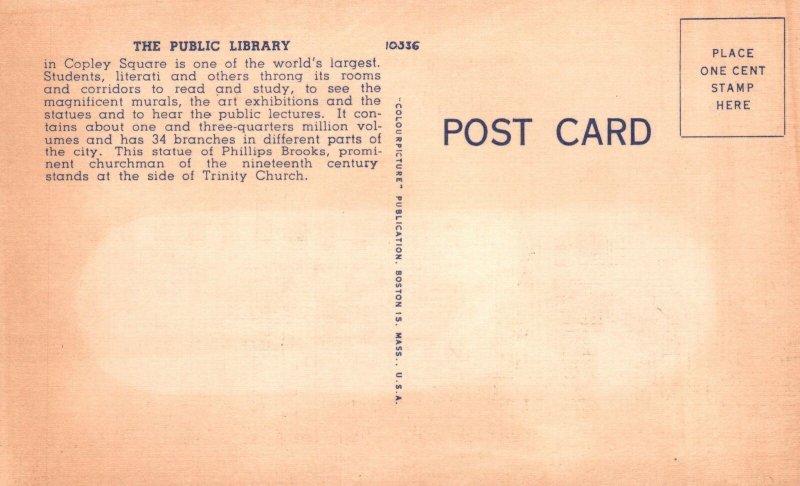 THE PUBLIC LIBRARY
in Copley Square is one of the world's largest.
Students, literati and others throng its rooms
and corridors to read and study, to see the
magnificent murals, the art exhibitions and the
statues and to hear the public lectures. It con-
tains about one and three-quarters million vol-
umes and has 34 branches in different parts of
the city. This statue of Phillips Brooks, promi-
nent churchman of the nineteenth century
stands at the side of Trinity Church.
10336
"COLOURPICTURE" PUBLICATION, BOSTON 15, MASS., U.S.A.
POST CARD
PLACE
ONE CENT
STAMP
HERE